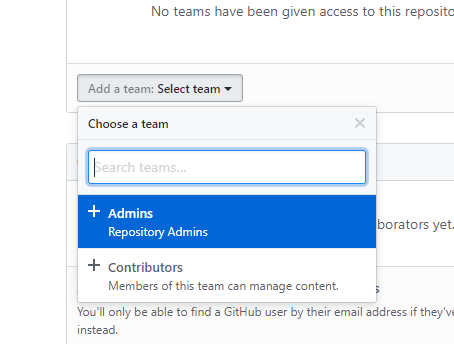 No teams have been given access to this reposito
Add a team: Select team
Choose a team
Search teams...
Admins
Repository Admins
borators yet.
Contributors
Members of this team can manage content.
You'll only be able to find a GitHub user by their email address if they've
instead.